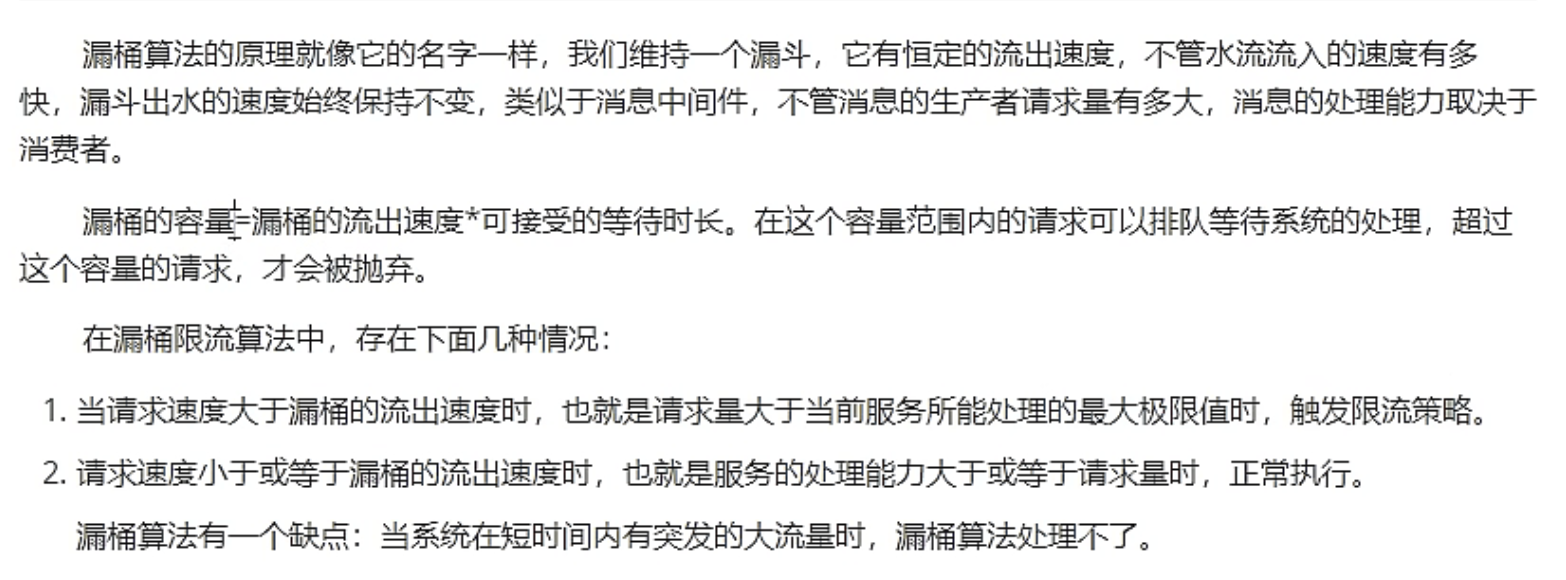 漏桶算法的原理就像它的名字一样，我们维持一个漏斗，它有恒定的流出速度，不管水流流入的速度有多
快，漏斗出水的速度始终保持不变，类似于消息中间件，不管消息的生产者请求量有多大，消息的处理能力取决于
消费者。
漏桶的容量=漏桶的流出速度*可接受的等待时长。在这个容量范围内的请求可以排队等待系统的处理，超过
这个容量的请求，才会被抛弃。
在漏桶限流算法中，存在下面几种情况：
1. 当请求速度大于漏桶的流出速度时，也就是请求量大于当前服务所能处理的最大极限值时，触发限流策略。
2. 请求速度小于或等于漏桶的流出速度时，也就是服务的处理能力大于或等于请求量时，正常执行。
漏桶算法有一个缺点：当系统在短时间内有突发的大流量时，漏桶算法处理不了。